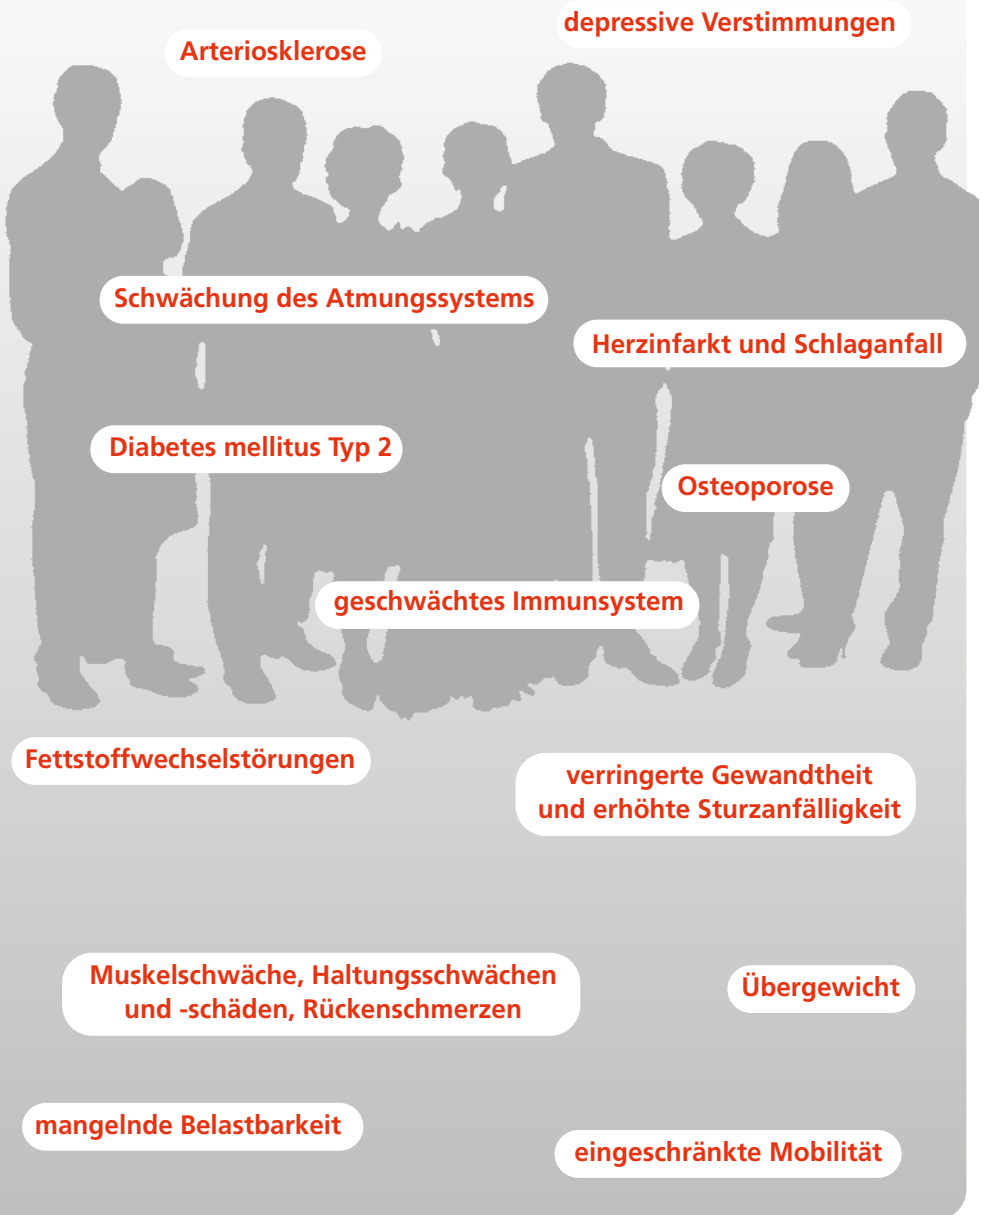 depressive Verstimmungen
Arteriosklerose
Schwächung des Atmungssystems
Herzinfarkt und Schlaganfall
Diabetes mellitus Typ 2
Osteoporose
geschwächtes Immunsystem
Fettstoffwechselstörungen
verringerte Gewandtheit
und erhöhte Sturzanfälligkeit
Muskelschwäche, Haltungsschwächen
und -schäden, Rückenschmerzen
Übergewicht
mangelnde Belastbarkeit
eingeschränkte Mobilität